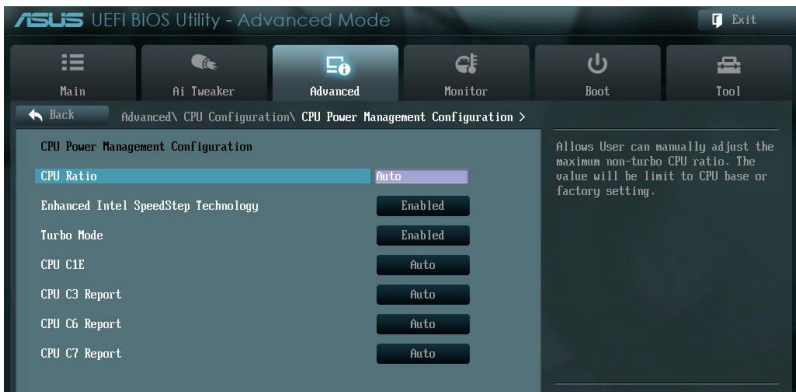 ASUS UEFI BIOS Utility - Advanced Mode
Exit
Main
Ai Tweaker
Advanced
Monitor
Boot
Tool
Back
Advanced\ CPU Configuration\ CPU Power Management Configuration >
CPU Power Management Configuration
CPU Ratio Auto
Enhanced Intel SpeedStep Technology Enabled
Turbo Mode Enabled
CPU C1E Auto
CPU C3 Report Auto
CPU C6 Report Auto
CPU C7 Report Auto
Allows User can manually adjust the
maximum non-turbo CPU ratio. The
value will be limit to CPU base or
factory setting.